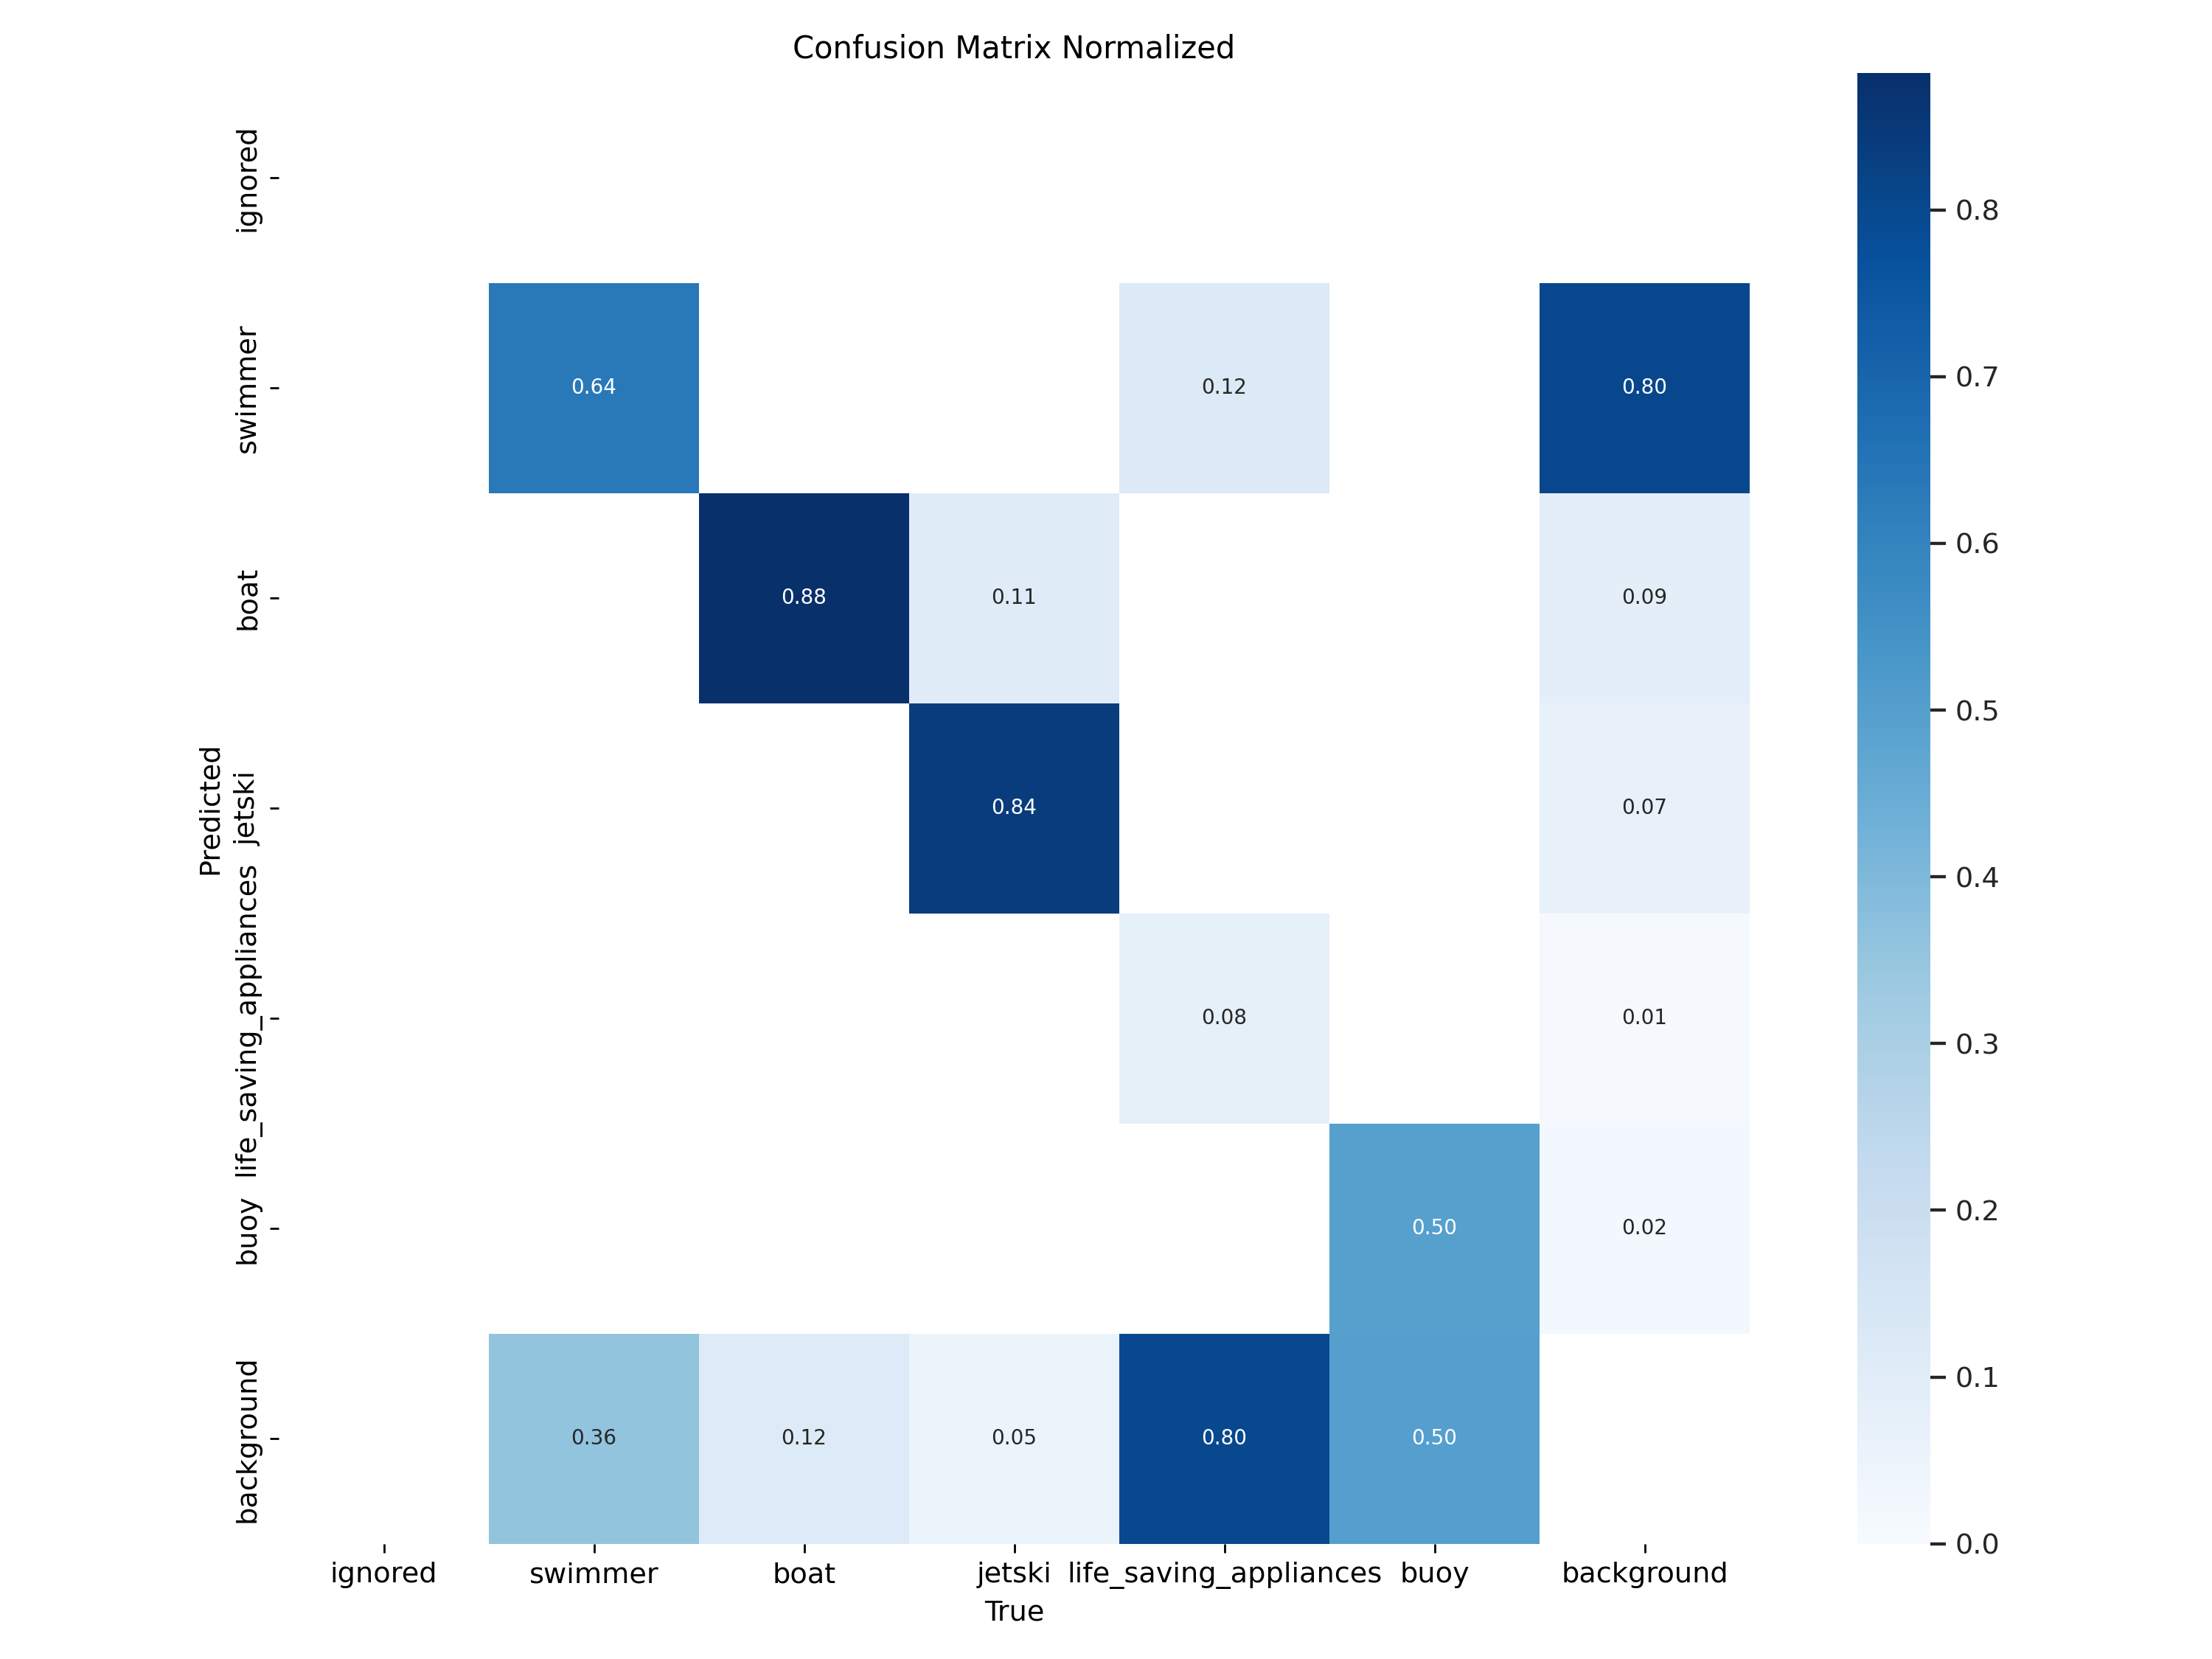 Confusion Matrix Normalized
ignored
swimmer
boat
jetski
life_saving_appliances
buoy
background
Predicted
0.64
0.12
0.80
0.88
0.11
0.09
0.84
0.07
0.08
0.01
0.50
0.02
0.36
0.12
0.05
0.80
0.50
ignored
swimmer
boat
jetski
life_saving_appliances
buoy
background
True
0.8
0.7
0.6
0.5
0.4
0.3
0.2
0.1
0.0